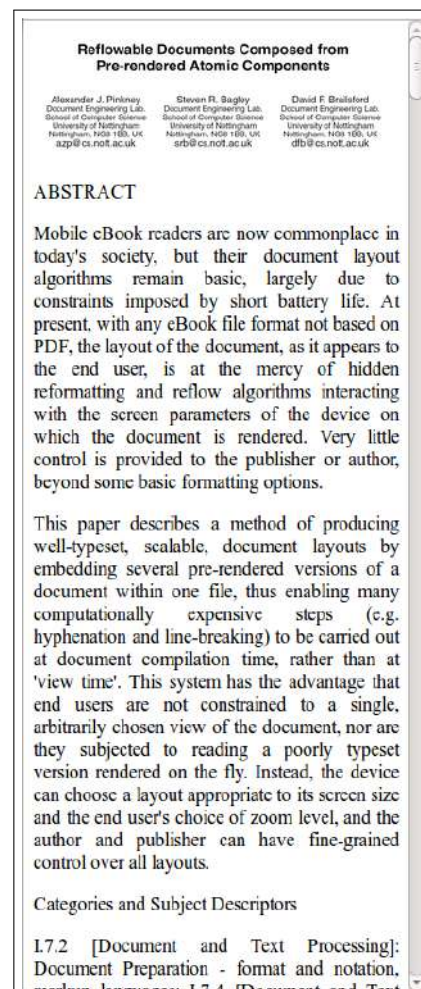 Reflowable Documents Composed from
Pre-rendered Atomic Components
Alexander J. Pinkney Steven R. Bagley David F. Brailsford
Document Engineering Lab. Document Engineering Lab. Document Engineering Lab.
School of Computer Science School of Computer Science School of Computer Science
University of Nottingham University of Nottingham University of Nottingham
Nottingham, NG8 1BB, UK Nottingham, NG8 1BB, UK Nottingham, NG8 1BB, UK
azp@cs.nott.ac.uk srb@cs.nott.ac.uk dfb@cs.nott.ac.uk
ABSTRACT
Mobile eBook readers are now commonplace in
today's society, but their document layout
algorithms remain basic, largely due to
constraints imposed by short battery life. At
present, with any eBook file format not based on
PDF, the layout of the document, as it appears to
the end user, is at the mercy of hidden
reformatting and reflow algorithms interacting
with the screen parameters of the device on
which the document is rendered. Very little
control is provided to the publisher or author,
beyond some basic formatting options.
This paper describes a method of producing
well-typeset, scalable, document layouts by
embedding several pre-rendered versions of a
document within one file, thus enabling many
computationally expensive steps (e.g.
hyphenation and line-breaking) to be carried out
at document compilation time, rather than at
'view time'. This system has the advantage that
end users are not constrained to a single,
arbitrarily chosen view of the document, nor are
they subjected to reading a poorly typeset
version rendered on the fly. Instead, the device
can choose a layout appropriate to its screen size
and the end user's choice of zoom level, and the
author and publisher can have fine-grained
control over all layouts.
Categories and Subject Descriptors
I.7.2 [Document and Text Processing]:
Document Preparation - format and notation,
markup languages; I.7.4 [Document and Text